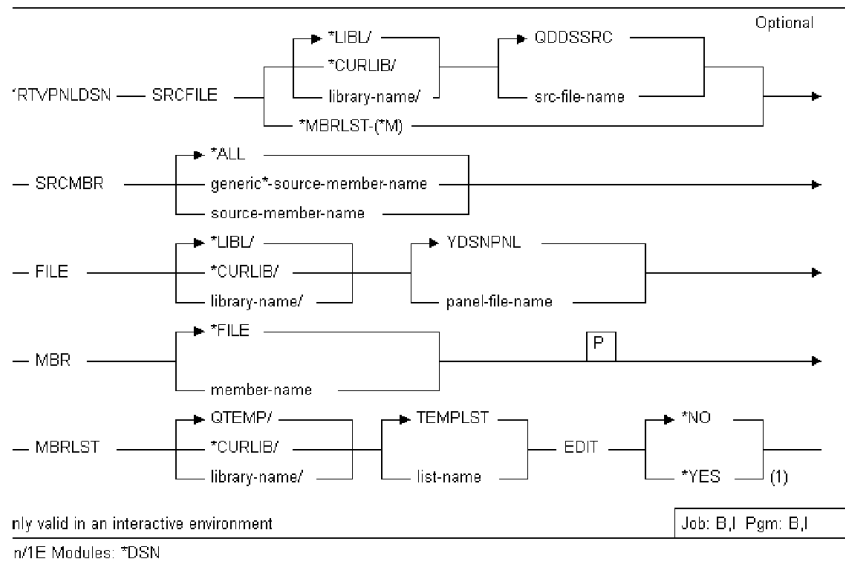 Optional
*LIBL/ QDDSSRC
*CURLIB/
*RTVPNLDSN SRCFILE library-name/ src-file-name
*MBRLST-(*M)
*ALL
SRCMBR generic*-source-member-name
source-member-name
*LIBL/ YDSNPNL
FILE *CURLIB/
library-name/ panel-file-name
*FILE
MBR P
member-name
QTEMP/ TEMPLST *NO
MBRLST *CURLIB/ EDIT
library-name/ list-name *YES (1)
nly valid in an interactive environment Job: B,I Pgm: B,I
n/1E Modules: *DSN